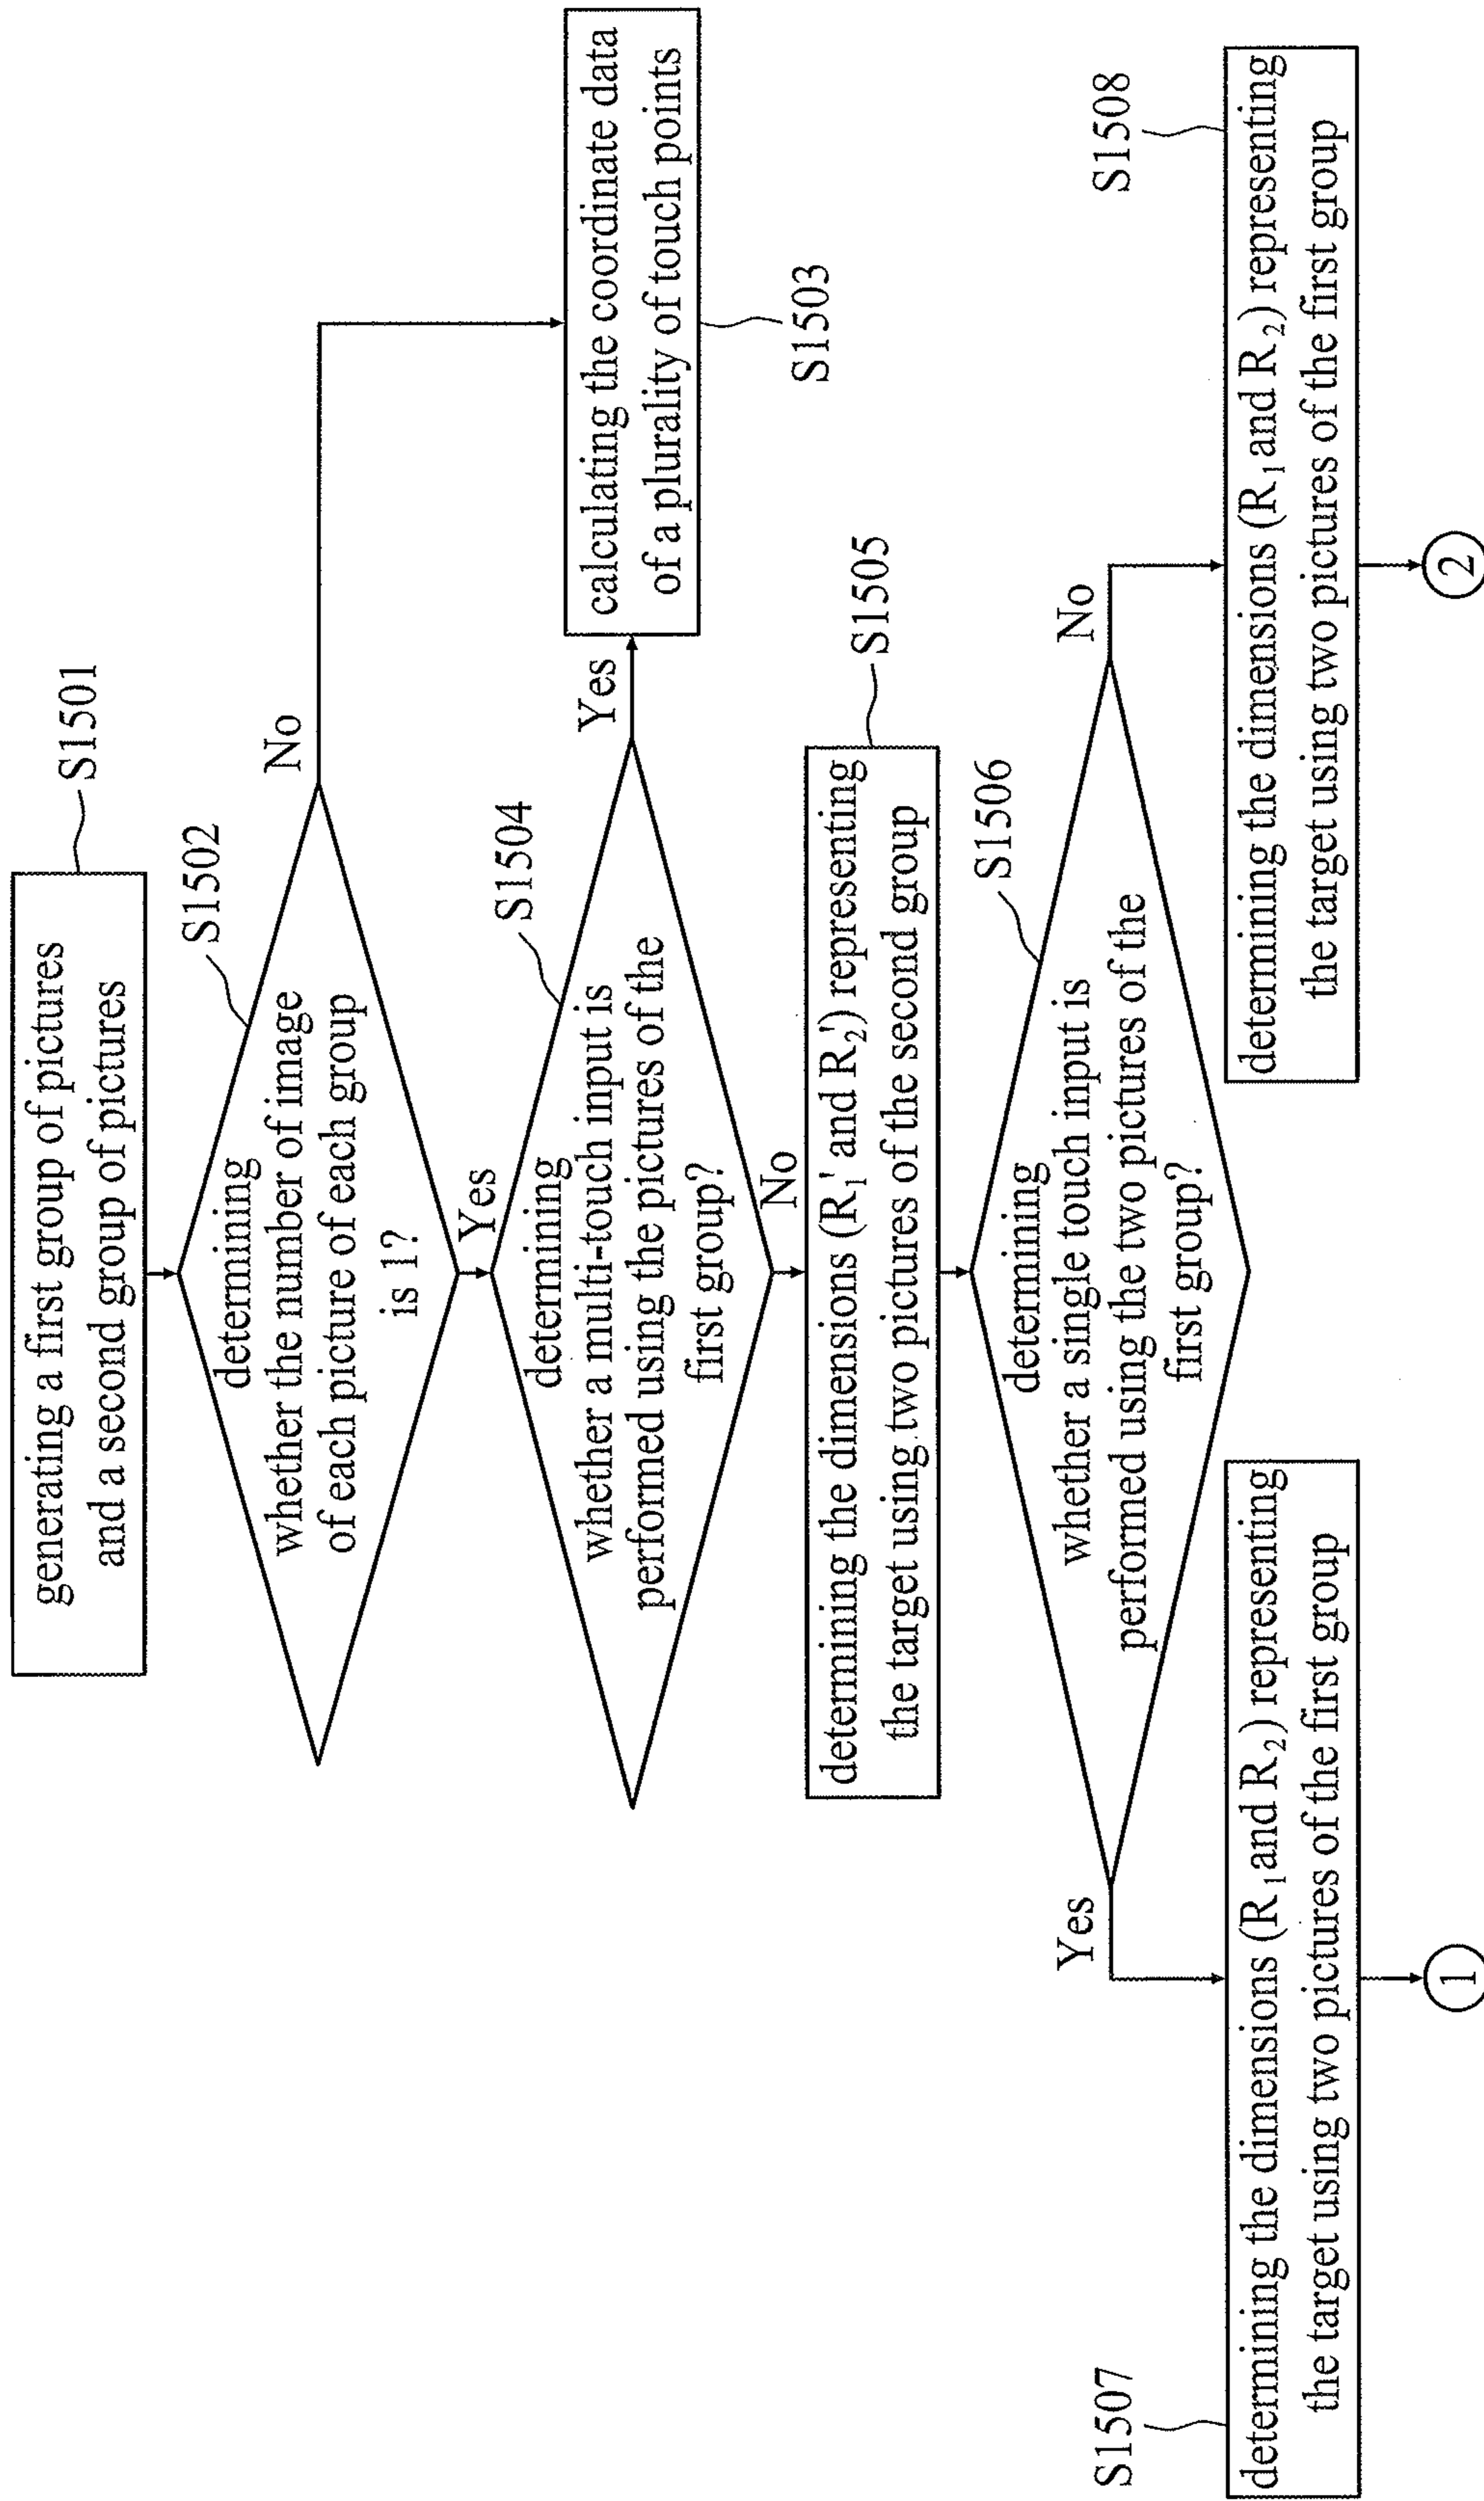 generating a first group of pictures
and a second group of pictures
S1501
determining
whether the number of image
of each picture of each group
is 1?
S1502
No
Yes
calculating the coordinate data
of a plurality of touch points
S1503
determining
whether a multi-touch input is
performed using the pictures of the
first group?
S1504
Yes
No
determining the dimensions (R₁' and R₂') representing
the target using two pictures of the second group
S1505
determining
whether a single touch input is
performed using the two pictures of the
first group?
S1506
Yes
No
S1507
determining the dimensions (R₁ and R₂) representing
the target using two pictures of the first group
1
S1508
determining the dimensions (R₁ and R₂) representing
the target using two pictures of the first group
2